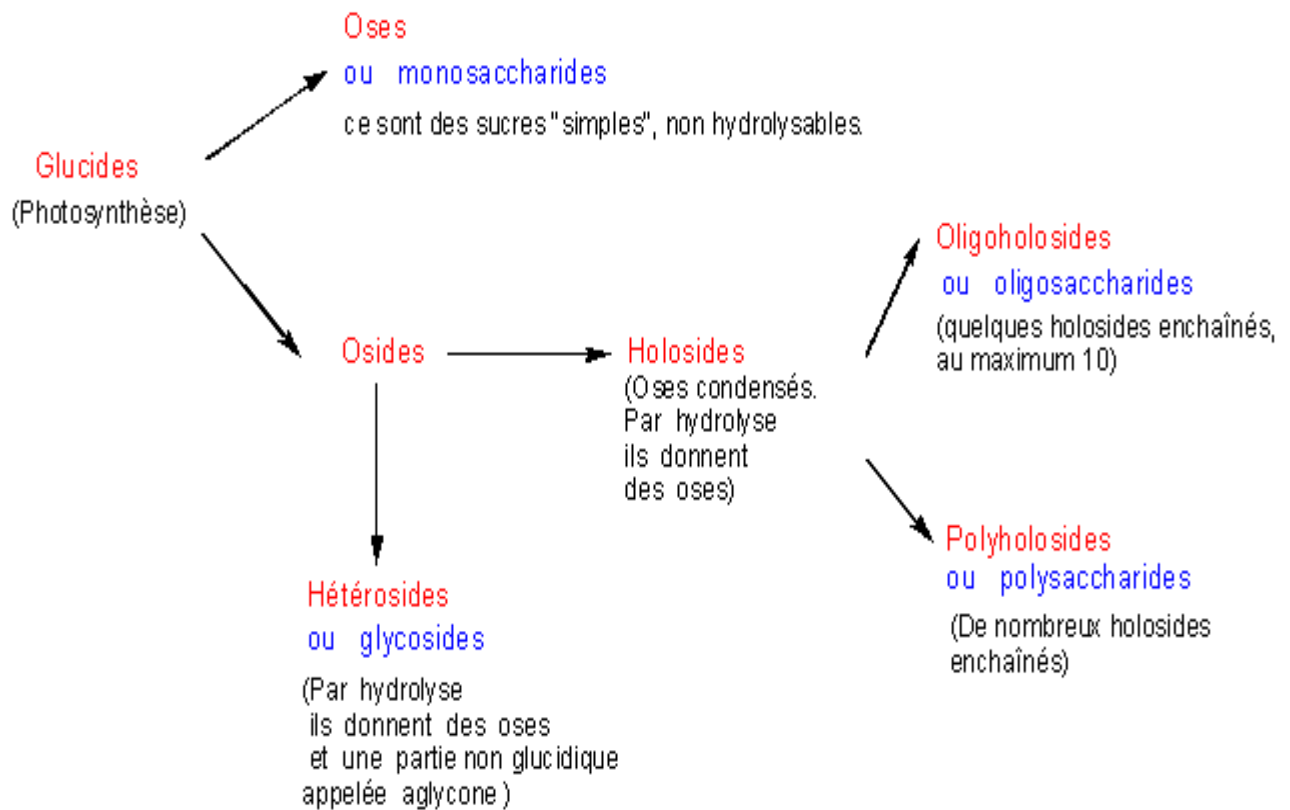 Oses
ou monosaccharides
ce sont des sucres "simples", non hydrolysables.
Glucides
(Photosynthèse)
Osides
Holosides
(Oses condensés.
Par hydrolyse
ils donnent
des oses)
Oligoholosides
ou oligosaccharides
(quelques holosides enchaînés,
au maximum 10)
Polyholosides
ou polysaccharides
(De nombreux holosides
enchaînés)
Hétérosides
ou glycosides
(Par hydrolyse
ils donnent des oses
et une partie non glucidique
appelée aglycone)